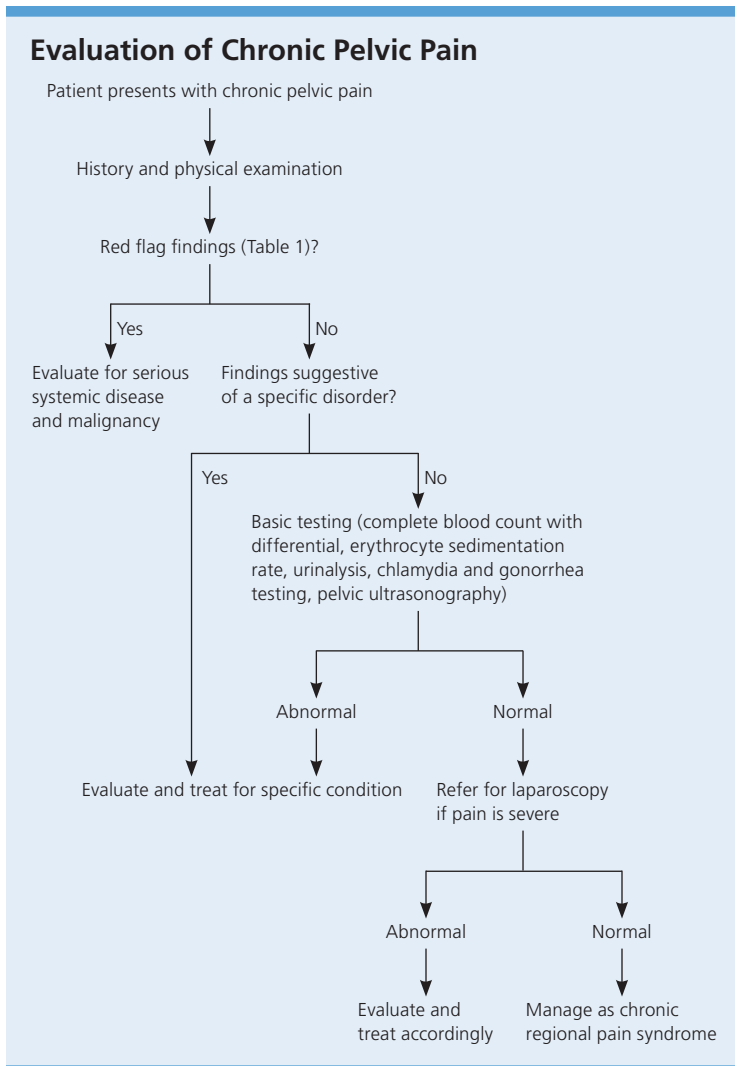 Evaluation of Chronic Pelvic Pain
Patient presents with chronic pelvic pain
History and physical examination
Red flag findings (Table 1)?
Yes
No
Evaluate for serious
systemic disease
and malignancy
Findings suggestive
of a specific disorder?
Yes
No
Basic testing (complete blood count with
differential, erythrocyte sedimentation
rate, urinalysis, chlamydia and gonorrhea
testing, pelvic ultrasonography)
Abnormal
Normal
Evaluate and treat for specific condition
Refer for laparoscopy
if pain is severe
Abnormal
Normal
Evaluate and
treat accordingly
Manage as chronic
regional pain syndrome